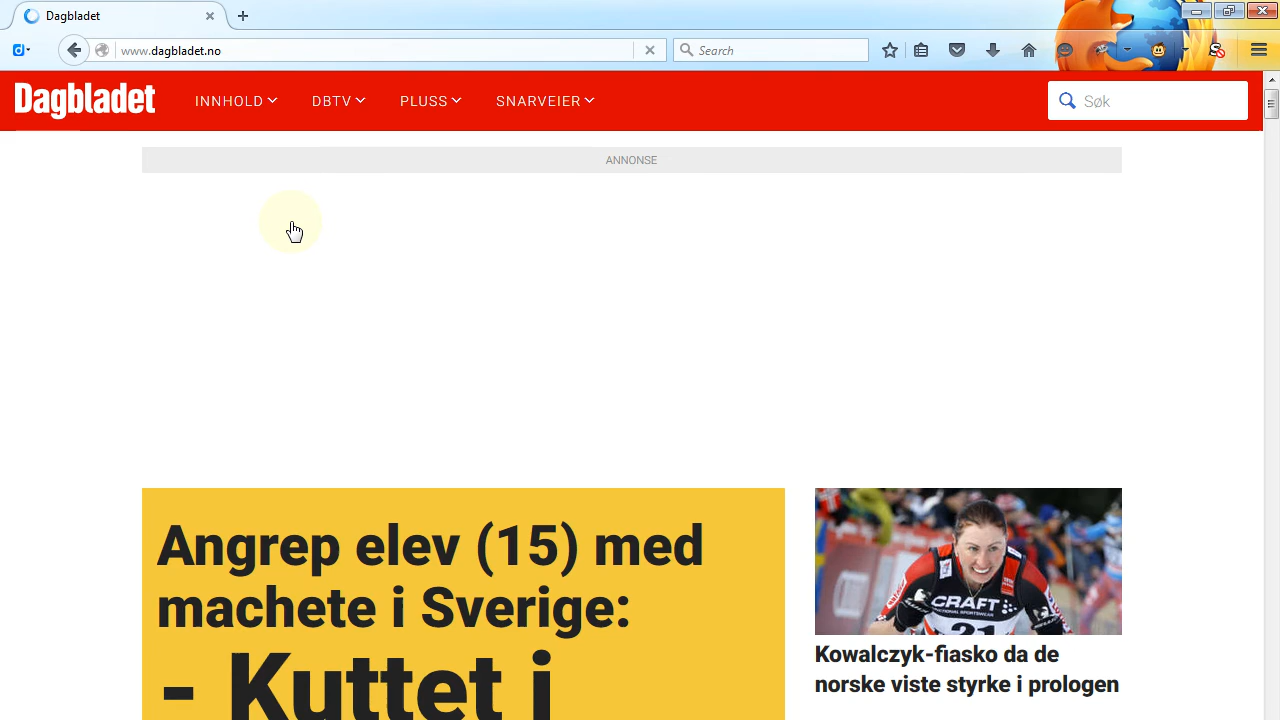 Dagbladet
www.dagbladet.no
Search
Dagbladet
INNHOLD
DBTV
PLUSS
SNARVEIER
Søk
ANNONSE
Angrep elev (15) med
machete i Sverige:
- Kuttet i
CRAFT
21
Kowalczyk-fiasko da de
norske viste styrke i prologen